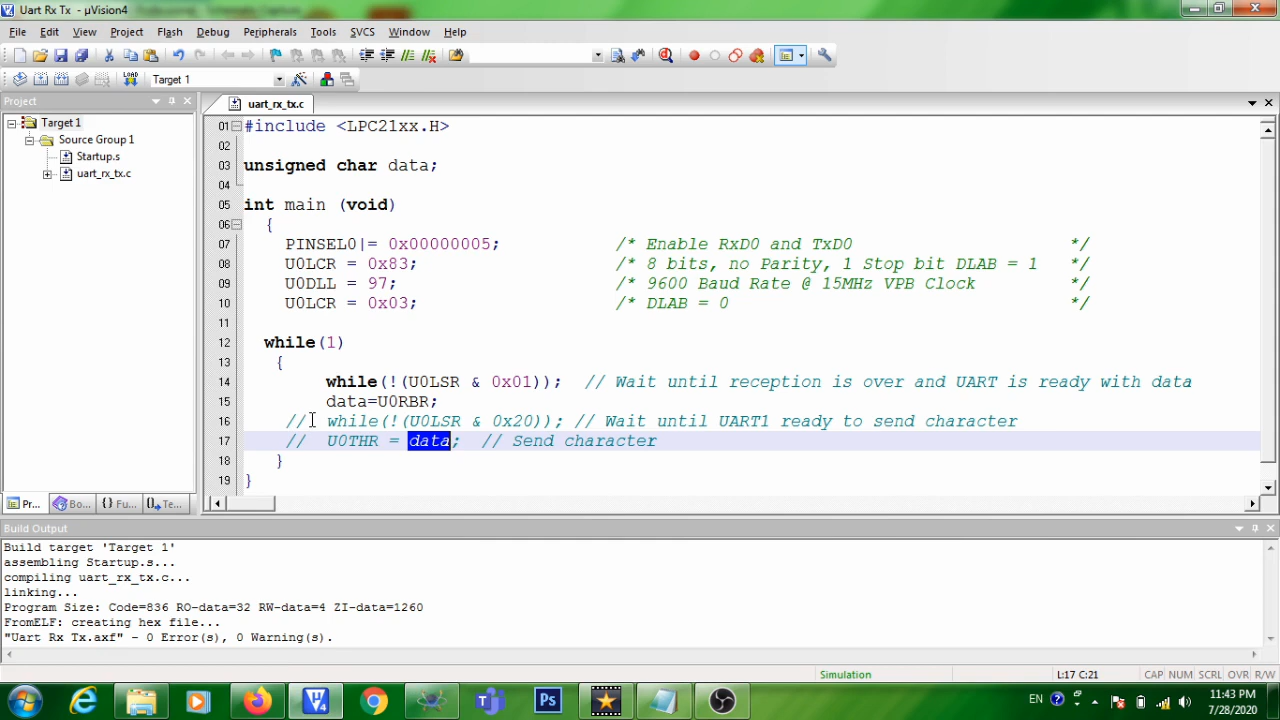 Uart Rx Tx - µVision4
File Edit View Project Flash Debug Peripherals Tools SVCS Window Help
LOAD Target 1
Project
uart_rx_tx.c
Target 1
Source Group 1
Startup.s
uart_rx_tx.c
01 #include <LPC21xx.H>
02
03 unsigned char data;
04
05 int main (void)
06 {
07 PINSEL0|= 0x00000005; /* Enable RxD0 and TxD0 */
08 U0LCR = 0x83; /* 8 bits, no Parity, 1 Stop bit DLAB = 1 */
09 U0DLL = 97; /* 9600 Baud Rate @ 15MHz VPB Clock */
10 U0LCR = 0x03; /* DLAB = 0 */
11
12 while(1)
13 {
14 while(!(U0LSR & 0x01)); // Wait until reception is over and UART is ready with data
15 data=U0RBR;
16 // while(!(U0LSR & 0x20)); // Wait until UART1 ready to send character
17 // U0THR = data; // Send character
18 }
19 }
Pr... Bo... {} Fu... Te...
Build Output
Build target 'Target 1'
assembling Startup.s...
compiling uart_rx_tx.c...
linking...
Program Size: Code=836 RO-data=32 RW-data=4 ZI-data=1260
FromELF: creating hex file...
"Uart Rx Tx.axf" - 0 Error(s), 0 Warning(s).
Simulation L:17 C:21 CAP NUM SCRL OVR R/W
Ps EN 11:43 PM
7/28/2020